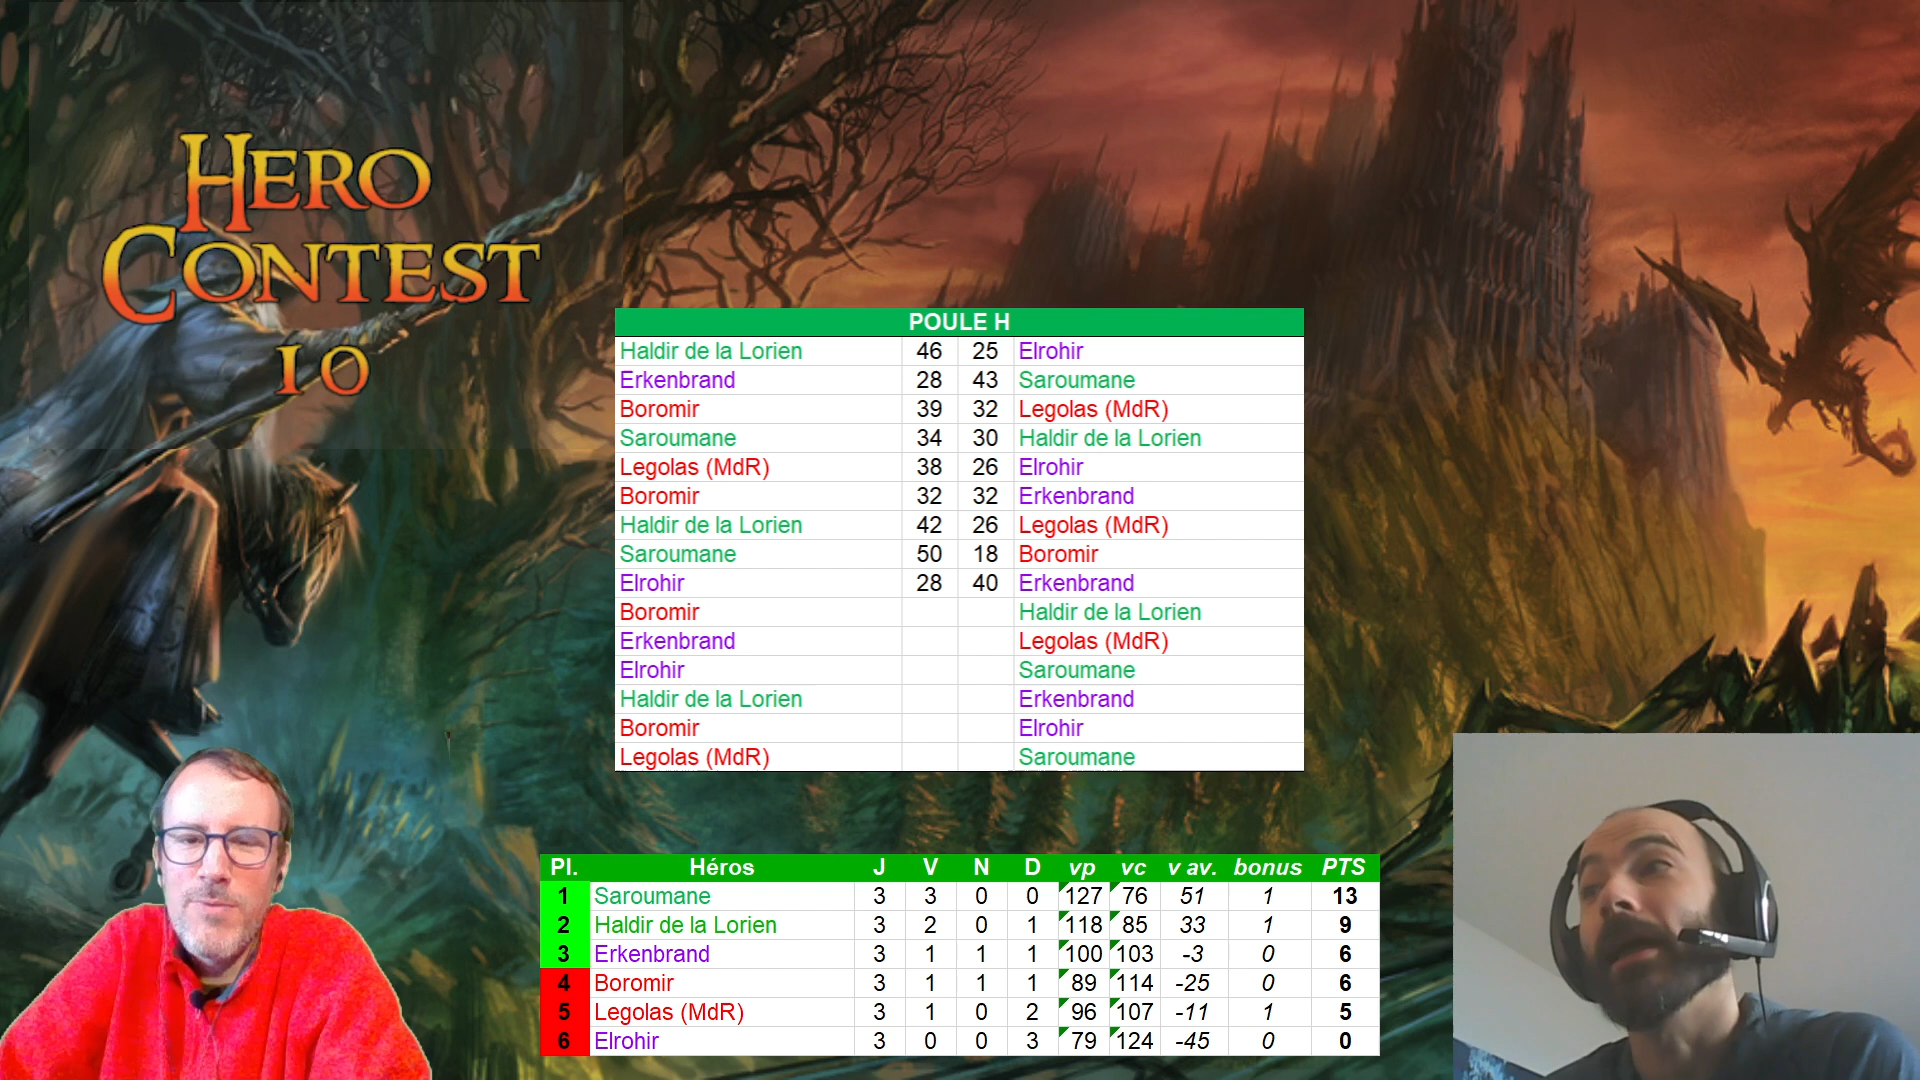 HERO
CONTEST
10
POULE H
Haldir de la Lorien 46 25 Elrohir
Erkenbrand 28 43 Saroumane
Boromir 39 32 Legolas (MdR)
Saroumane 34 30 Haldir de la Lorien
Legolas (MdR) 38 26 Elrohir
Boromir 32 32 Erkenbrand
Haldir de la Lorien 42 26 Legolas (MdR)
Saroumane 50 18 Boromir
Elrohir 28 40 Erkenbrand
Boromir Haldir de la Lorien
Erkenbrand Legolas (MdR)
Elrohir Saroumane
Haldir de la Lorien Erkenbrand
Boromir Elrohir
Legolas (MdR) Saroumane
Pl. Héros J V N D vp vc v av. bonus PTS
1 Saroumane 3 3 0 0 127 76 51 1 13
2 Haldir de la Lorien 3 2 0 1 118 85 33 1 9
3 Erkenbrand 3 1 1 1 100 103 -3 0 6
4 Boromir 3 1 1 1 89 114 -25 0 6
5 Legolas (MdR) 3 1 0 2 96 107 -11 1 5
6 Elrohir 3 0 0 3 79 124 -45 0 0